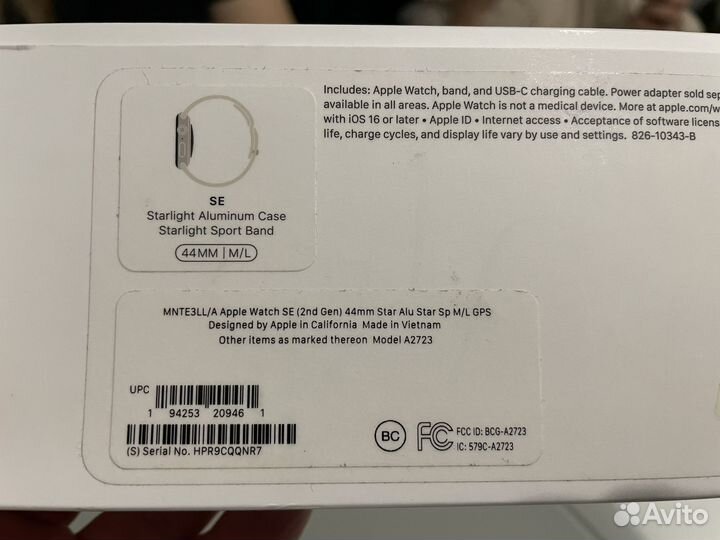 Includes: Apple Watch, band, and USB-C charging cable. Power adapter sold
available in all areas. Apple Watch is not a medical device. More at
with iOS 16 or later • Apple ID • Internet access • Acceptance of software
life, charge cycles, and display life vary by use and settings. 826-10343-B
SE
Starlight Aluminum Case
Starlight Sport Band
44MM | M/L
MNTE3LL/A Apple Watch SE (2nd Gen) 44mm Star Alu Star Sp M/L GPS
Designed by Apple in California Made in Vietnam
Other items as marked thereon Model A2723
UPC
1 94253 20946 1
(S) Serial No. HPR9CQQNR7
BC
FC FCC ID: BCG-A2723
IC: 579C-A2723
Avito